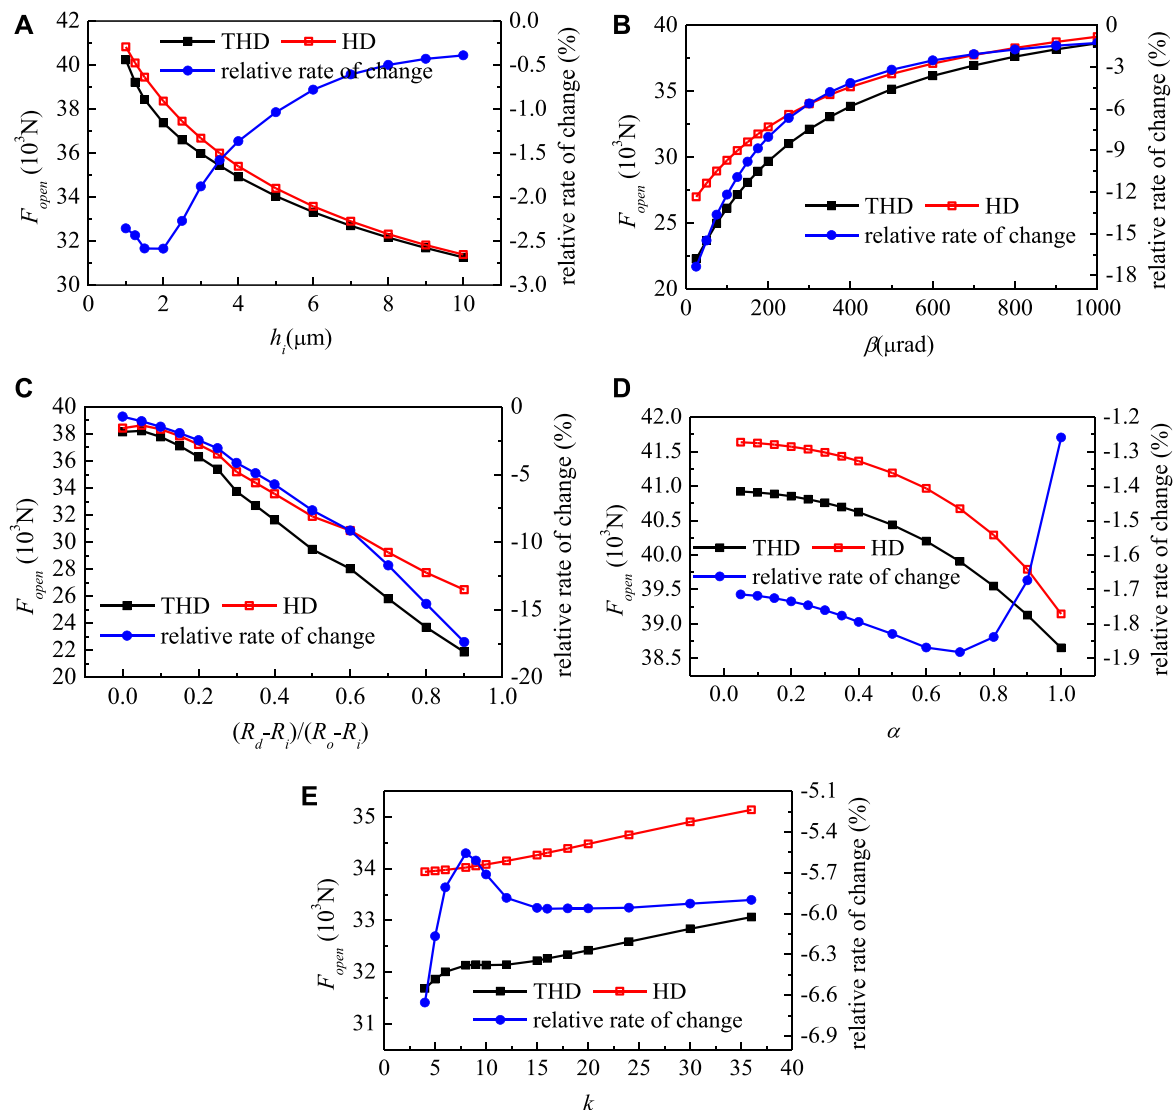 A
42
40
38
36
34
32
30
F_open (10³N)
THD
HD
relative rate of change
0.0
-0.5
-1.0
-1.5
-2.0
-2.5
-3.0
relative rate of change (%)
0 2 4 6 8 10
h_i(μm)
B
40
35
30
25
20
F_open (10³N)
THD
HD
relative rate of change
0
-3
-6
-9
-12
-15
-18
relative rate of change (%)
0 200 400 600 800 1000
β(μrad)
C
40
38
36
34
32
30
28
26
24
22
20
F_open (10³N)
THD
HD
relative rate of change
0
-5
-10
-15
-20
relative rate of change (%)
0.0 0.2 0.4 0.6 0.8 1.0
(R_d-R_i)/(R_o-R_i)
D
42.0
41.5
41.0
40.5
40.0
39.5
39.0
38.5
F_open (10³N)
THD
HD
relative rate of change
-1.2
-1.3
-1.4
-1.5
-1.6
-1.7
-1.8
-1.9
relative rate of change (%)
0.0 0.2 0.4 0.6 0.8 1.0
α
E
35
34
33
32
31
F_open (10³N)
THD
HD
relative rate of change
-5.1
-5.4
-5.7
-6.0
-6.3
-6.6
-6.9
relative rate of change (%)
0 5 10 15 20 25 30 35 40
k